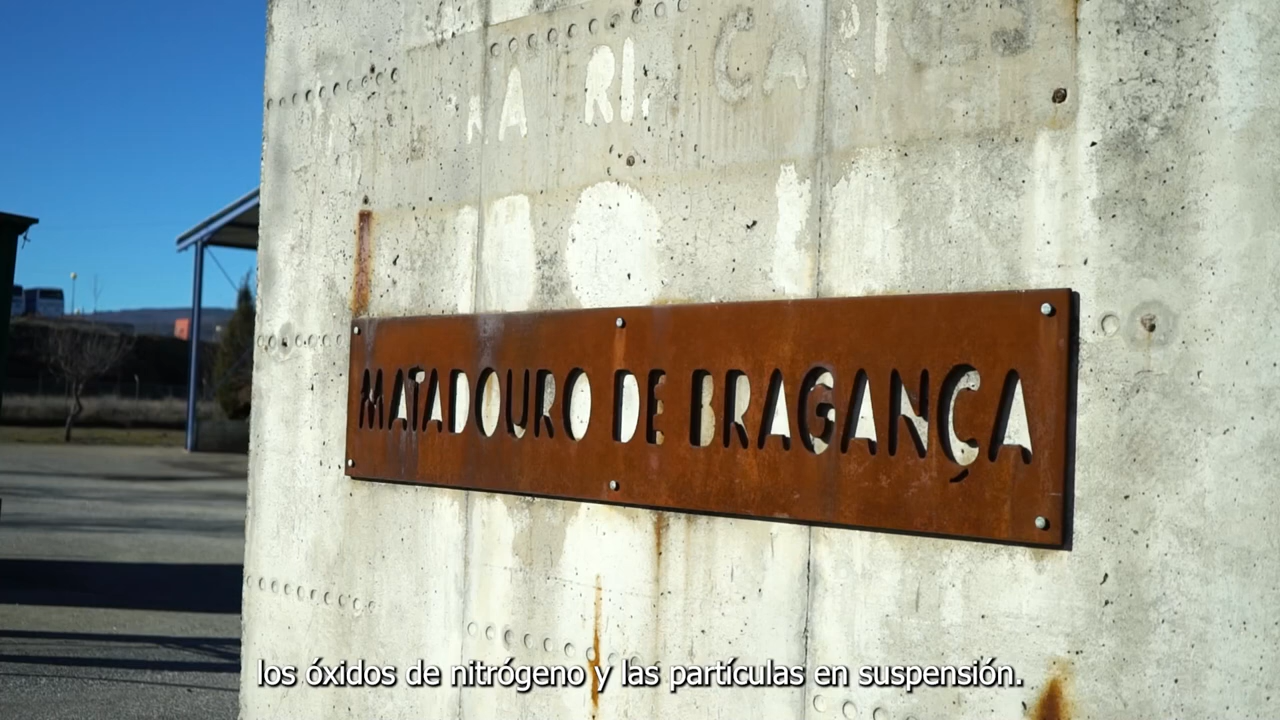 MATADOURO DE BRAGANÇA
los óxidos de nitrógeno y las partículas en suspensión.